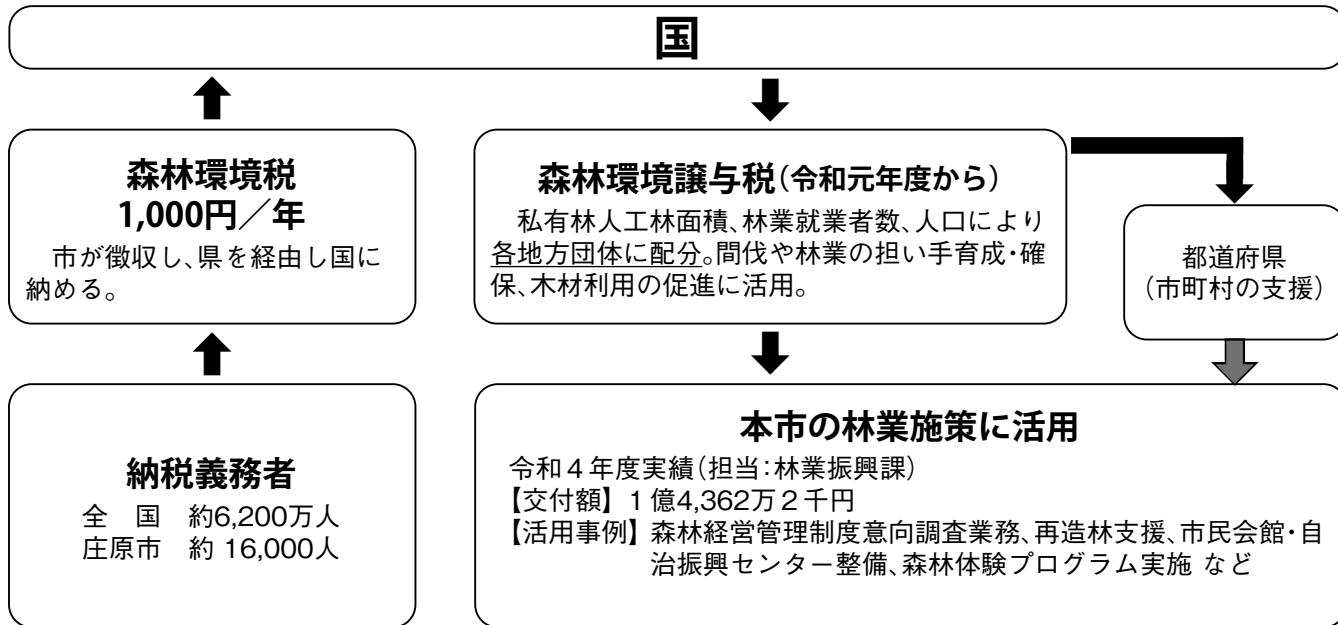 国
森林環境税
1,000円／年
市が徴収し、県を経由し国に
納める。
納税義務者
全　国　約6,200万人
庄原市　約 16,000人
森林環境譲与税（令和元年度から）
私有林人工林面積、林業就業者数、人口により
各地方団体に配分。間伐や林業の担い手育成・確
保、木材利用の促進に活用。
都道府県
（市町村の支援）
本市の林業施策に活用
令和４年度実績（担当：林業振興課）
【交付額】１億4,362万２千円
【活用事例】森林経営管理制度意向調査業務、再造林支援、市民会館・自
治振興センター整備、森林体験プログラム実施 など